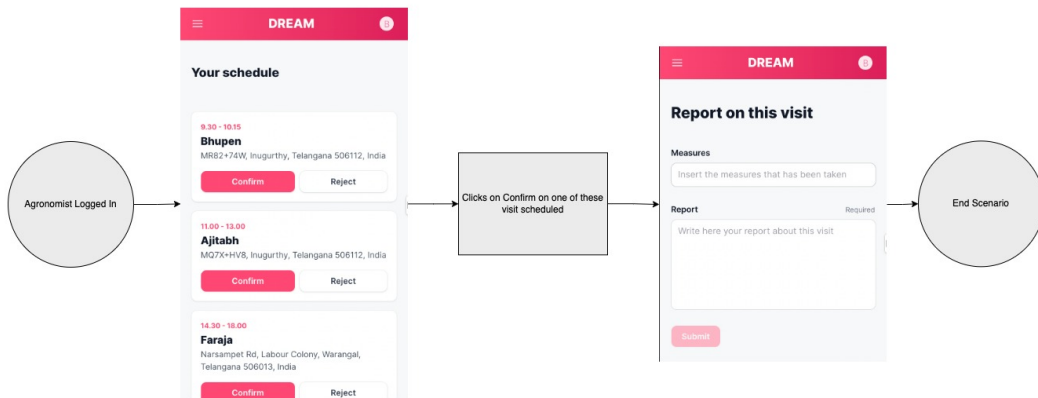 Agronomist Logged In
DREAM
B
Your schedule
9.30 - 10.15
Bhupen
MR82+74W, Inugurthy, Telangana 506112, India
Confirm
Reject
11.00 - 13.00
Ajitabh
MQ7X+HV8, Inugurthy, Telangana 506112, India
Confirm
Reject
14.30 - 18.00
Faraja
Narsampet Rd, Labour Colony, Warangal,
Telangana 506013, India
Confirm
Reject
Clicks on Confirm on one of these
visit scheduled
DREAM
B
Report on this visit
Measures
Insert the measures that has been taken
Report
Required
Write here your report about this visit
Submit
End Scenario